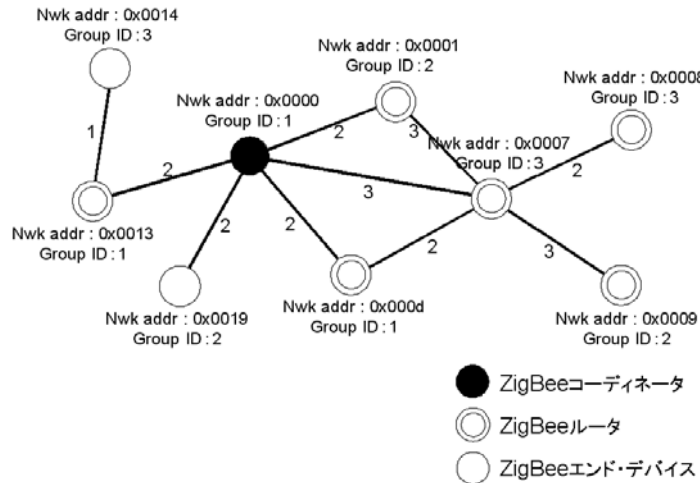 Nwk addr : 0x0014
Group ID : 3
Nwk addr : 0x0001
Group ID : 2
Nwk addr : 0x0008
Group ID : 3
Nwk addr : 0x0000
Group ID : 1
Nwk addr : 0x0007
Group ID : 3
1
2
2
3
2
3
2
2
2
3
Nwk addr : 0x0013
Group ID : 1
Nwk addr : 0x0019
Group ID : 2
Nwk addr : 0x000d
Group ID : 1
Nwk addr : 0x0009
Group ID : 2
ZigBeeコーディネータ
ZigBeeルータ
ZigBeeエンド・デバイス